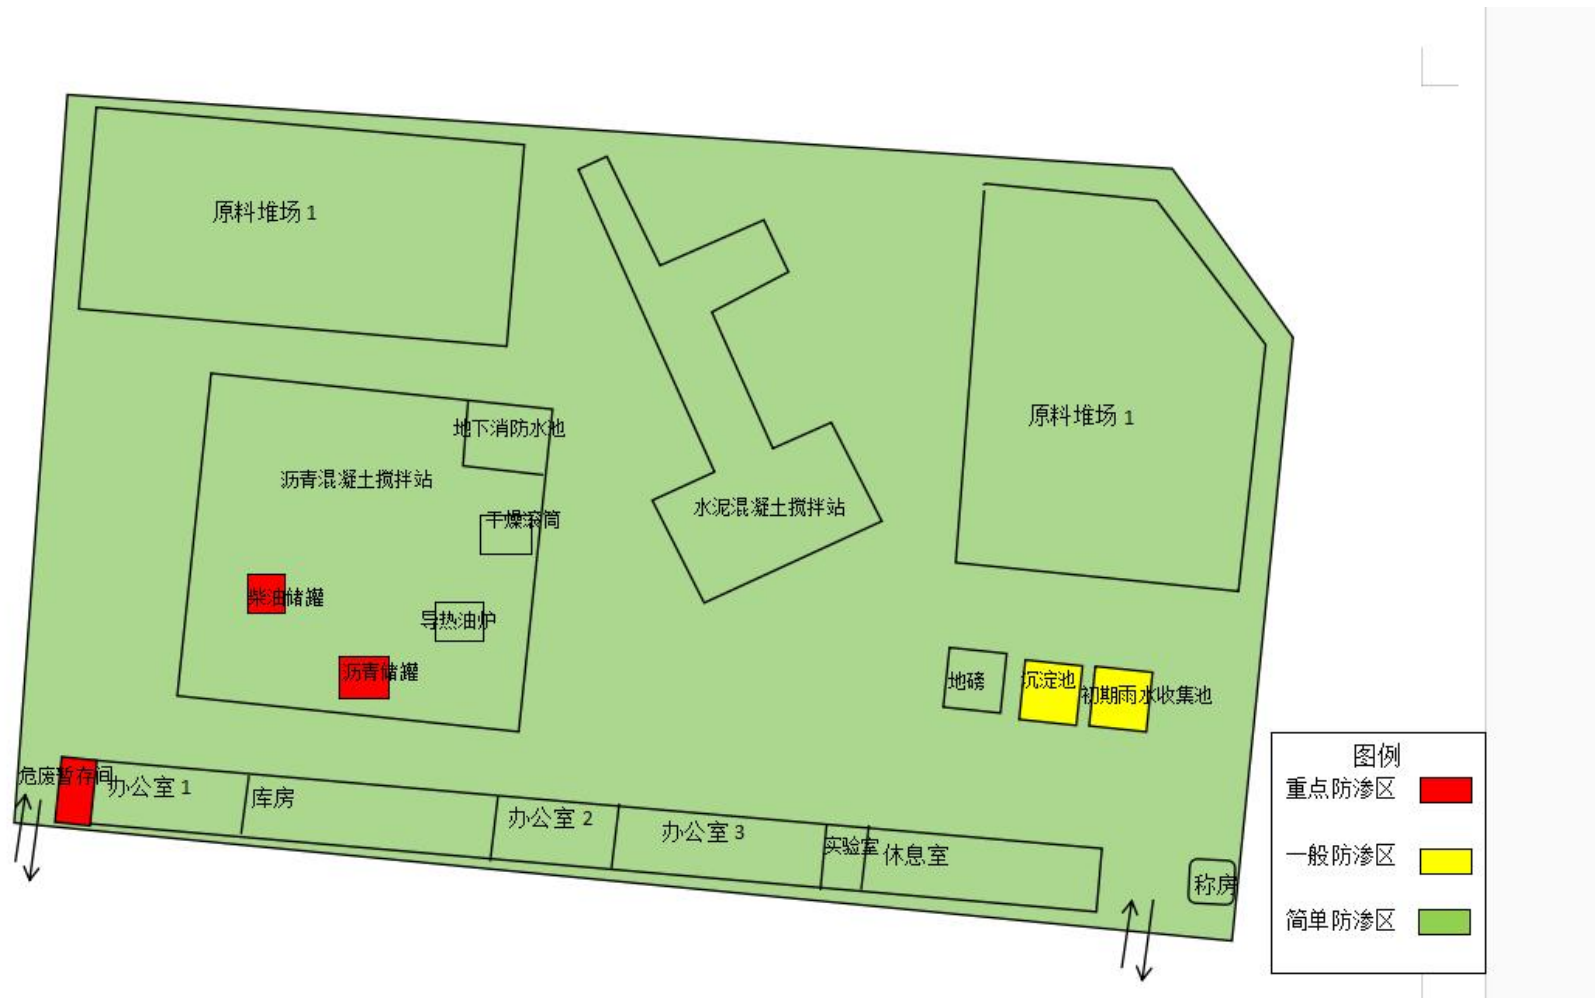 原料堆场 1
原料堆场 1
地下消防水池
沥青混凝土搅拌站
水泥混凝土搅拌站
干燥滚筒
柴油储罐
导热油炉
沥青储罐
地磅
沉淀池
初期雨水收集池
危废暂存间
办公室 1
库房
办公室 2
办公室 3
实验室
休息室
称房
图例
重点防渗区
一般防渗区
简单防渗区